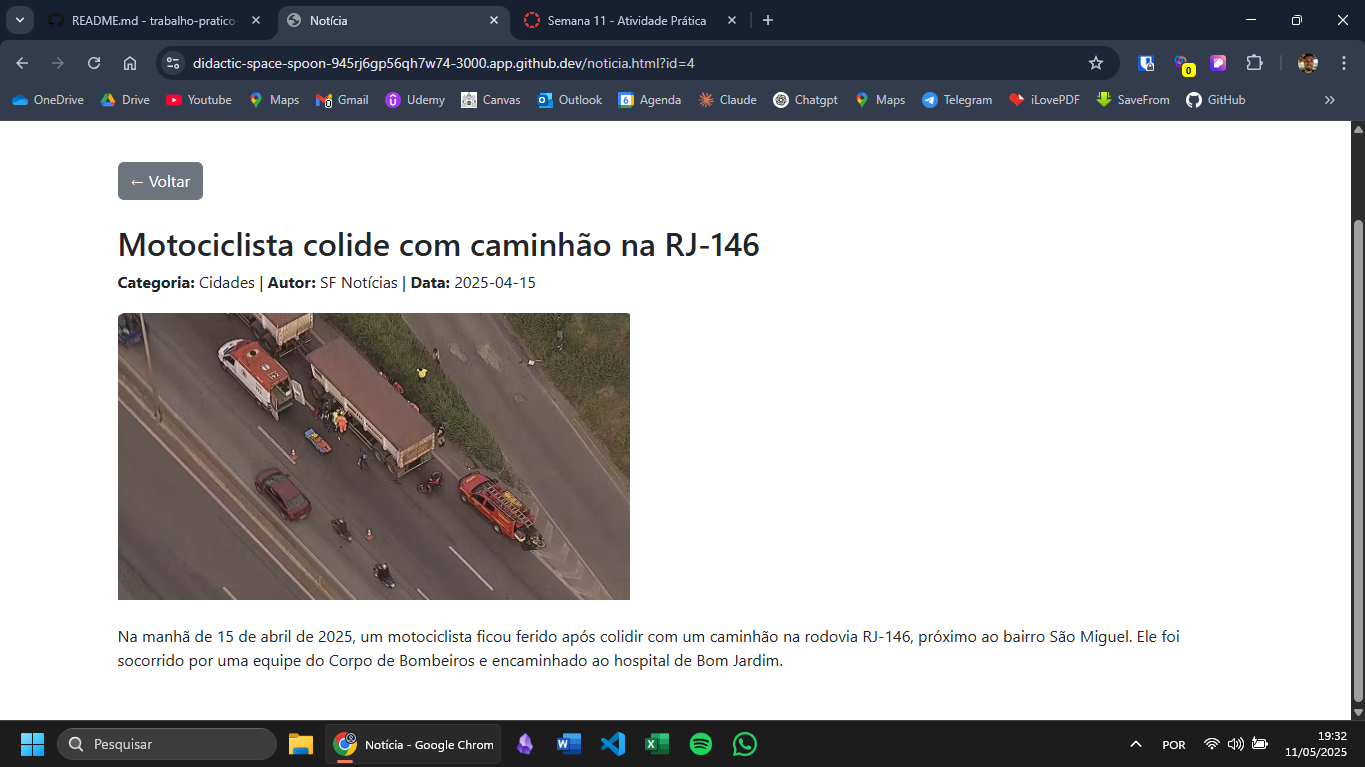 README.md - trabalho-pratico-
Notícia
Semana 11 - Atividade Prática
didactic-space-spoon-945rj6gp56qh7w74-3000.app.github.dev/noticia.html?id=4
0
OneDrive
Drive
Youtube
Maps
Gmail
Udemy
Canvas
Outlook
Agenda
Claude
Chatgpt
Maps
Telegram
iLovePDF
SaveFrom
GitHub
← Voltar
Motociclista colide com caminhão na RJ-146
Categoria: Cidades | Autor: SF Notícias | Data: 2025-04-15
Na manhã de 15 de abril de 2025, um motociclista ficou ferido após colidir com um caminhão na rodovia RJ-146, próximo ao bairro São Miguel. Ele foi
socorrido por uma equipe do Corpo de Bombeiros e encaminhado ao hospital de Bom Jardim.
Pesquisar
Notícia - Google Chrom
POR
19:32
11/05/2025